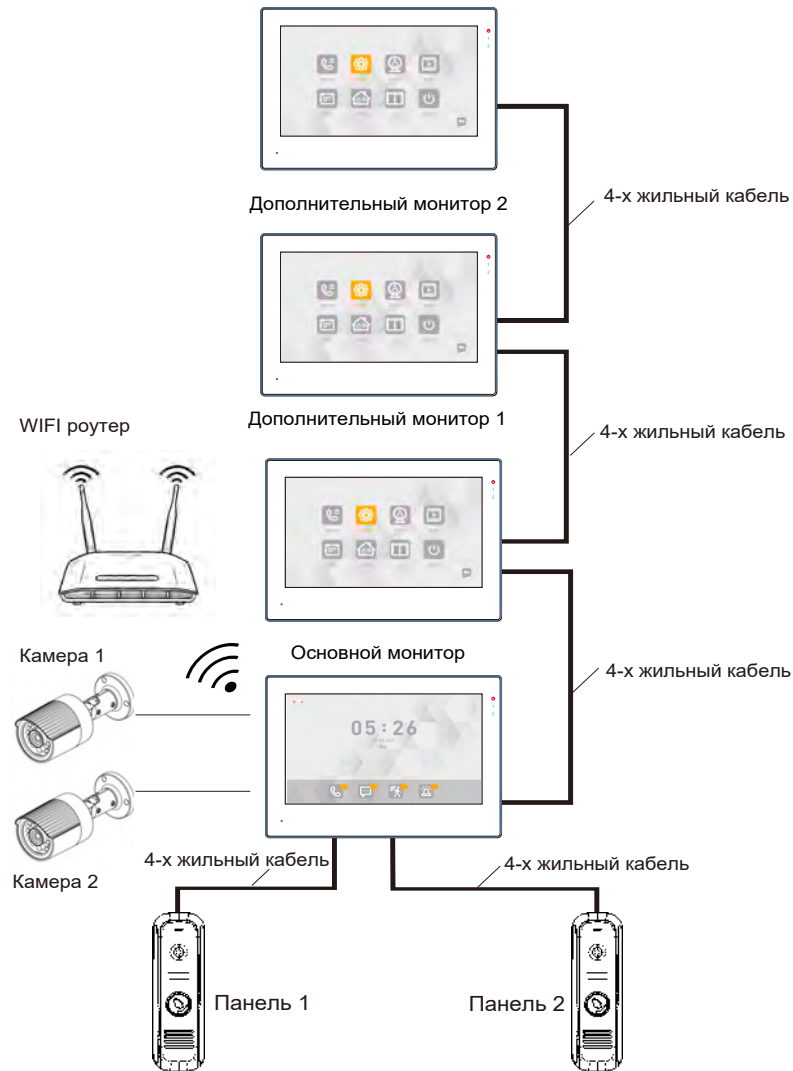 Дополнительный монитор 2
4-х жильный кабель
Дополнительный монитор 1
4-х жильный кабель
WIFI роутер
Основной монитор
4-х жильный кабель
Камера 1
05:26
Камера 2
4-х жильный кабель
4-х жильный кабель
Панель 1
Панель 2